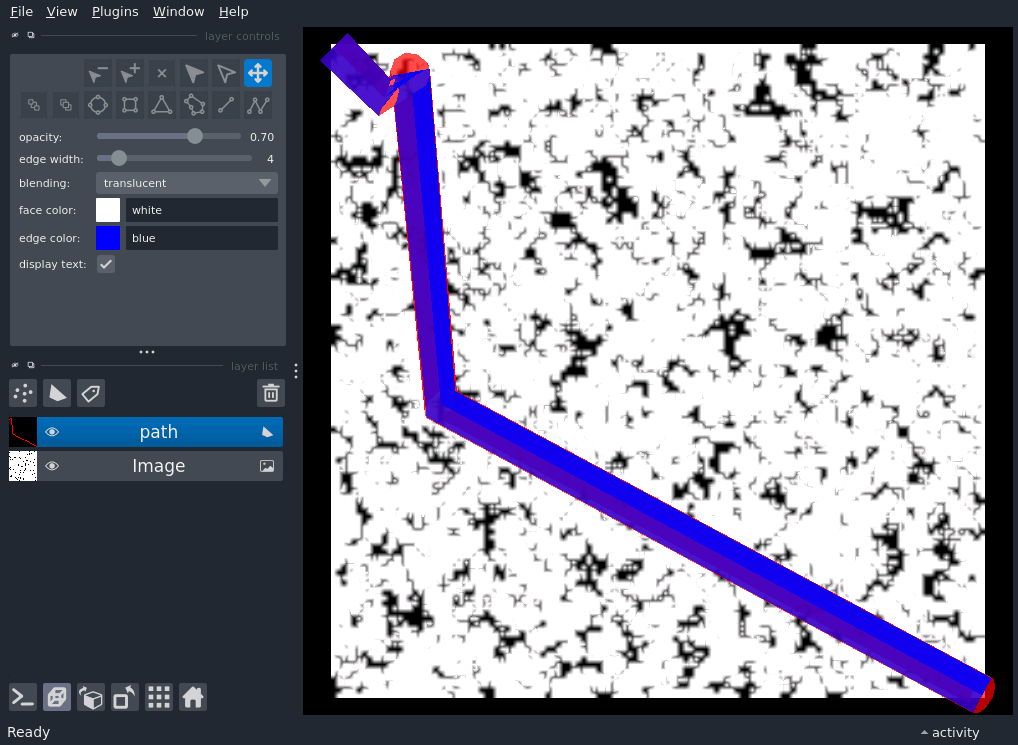 File View Plugins Window Help
layer controls
opacity: 0.70
edge width: 4
blending: translucent
face color: white
edge color: blue
display text:
layer list
path
Image
Ready
activity